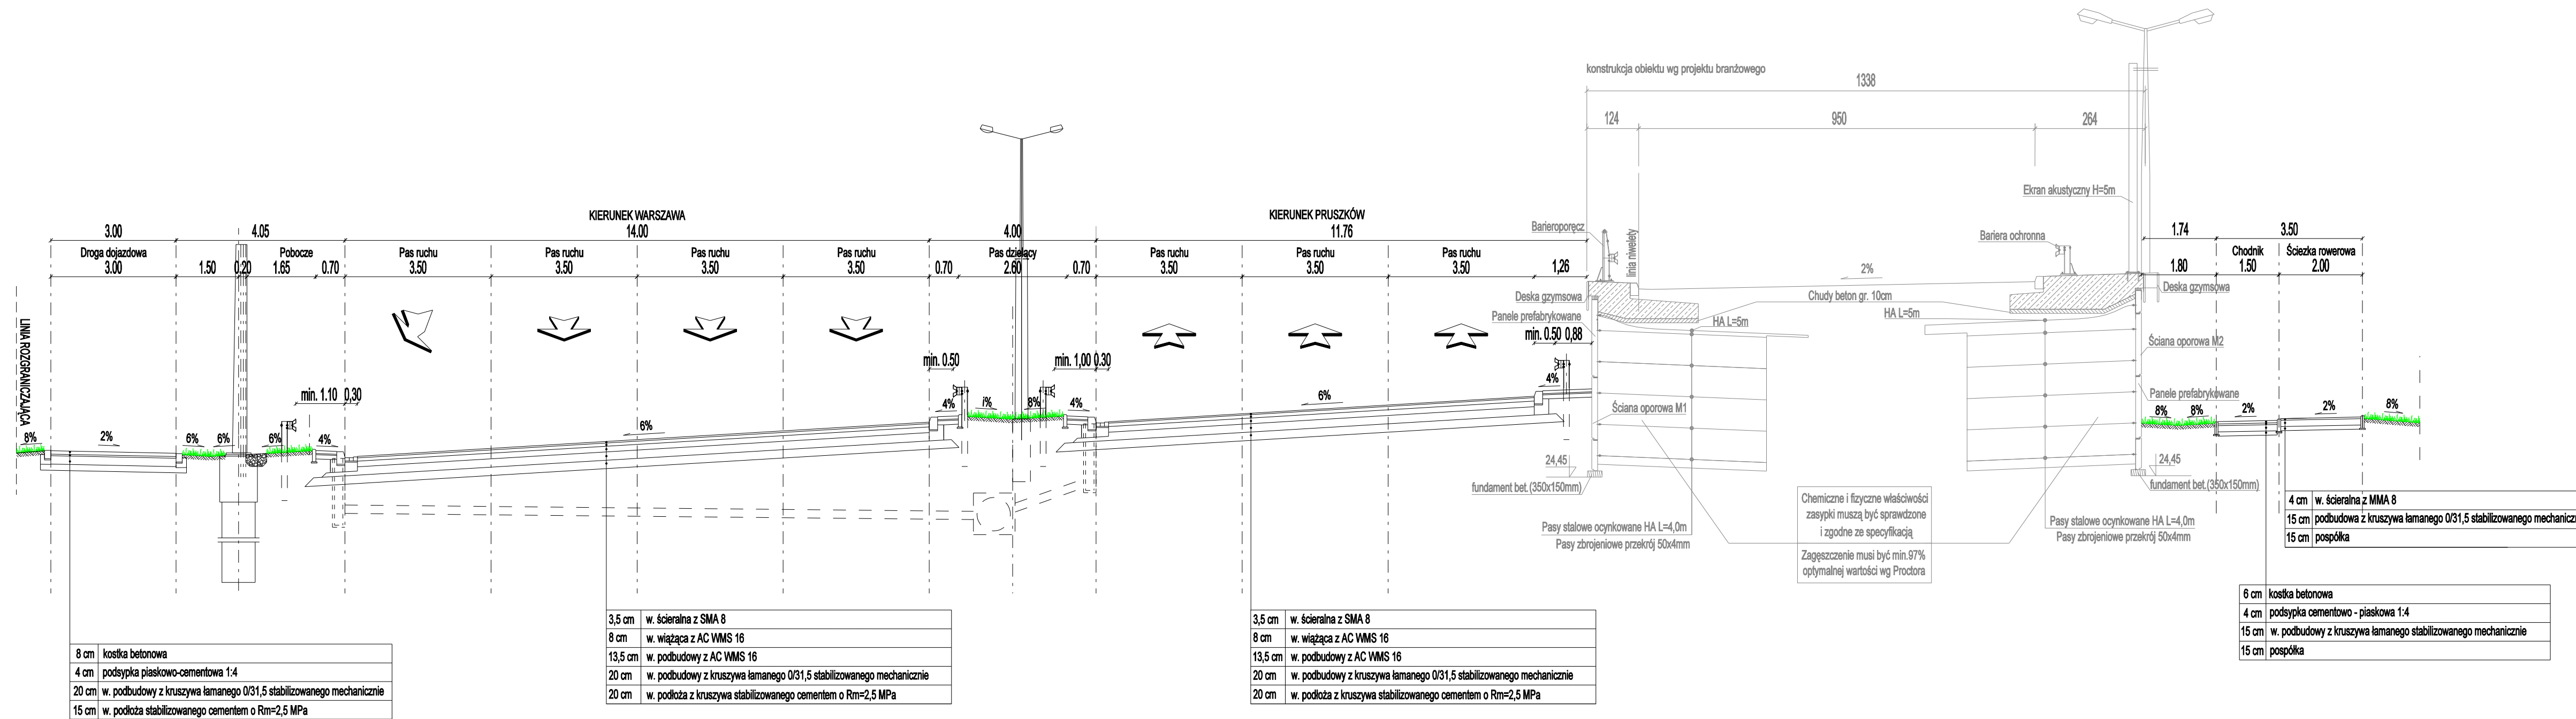 konstrukcja obiektu wg projektu branżowego
1338
124 950 264
Ekran akustyczny H=5m
KIERUNEK WARSZAWA
KIERUNEK PRUSZKÓW
3.00 4.05 14.00 4.00 11.76
Droga dojazdowa
Pobocze
Pas ruchu
Pas ruchu
Pas ruchu
Pas ruchu
Pas dzielący
Pas ruchu
Pas ruchu
Pas ruchu
3.00 1.50 0.20 1.65 0.70 3.50 3.50 3.50 3.50 0.70 2.60 0.70 3.50 3.50 3.50 1,26
Barieroporęcz
linia niwelety
Bariera ochronna
2%
1.74 3.50
Chodnik
Ścieżka rowerowa
1.80 1.50 2.00
Deska gzymsowa
Chudy beton gr. 10cm
Deska gzymsowa
Panele prefabrykowane
HA L=5m
HA L=5m
LINIA ROZGRANICZAJĄCA
min. 0.50 0,88
Ściana oporowa M2
min. 0.50
min. 1,00 0.30
min. 1.10 0,30
Panele prefabrykowane
Ściana oporowa M1
8% 2% 6% 6% 6% 4% 6% 4% i% 8% 4% 6% 4%
8% 8% 2% 2% 8%
24,45
24,45
fundament bet.(350x150mm)
fundament bet.(350x150mm)
Chemiczne i fizyczne właściwości
zasypki muszą być sprawdzone
i zgodne ze specyfikacją
Zagęszczenie musi być min.97%
optymalnej wartości wg Proctora
Pasy stalowe ocynkowane HA L=4,0m
Pasy zbrojeniowe przekrój 50x4mm
Pasy stalowe ocynkowane HA L=4,0m
Pasy zbrojeniowe przekrój 50x4mm
4 cm w. ścieralna z MMA 8
15 cm podbudowa z kruszywa łamanego 0/31,5 stabilizowanego mechaniczn
15 cm pospółka
6 cm kostka betonowa
4 cm podsypka cementowo - piaskowa 1:4
15 cm w. podbudowy z kruszywa łamanego stabilizowanego mechanicznie
15 cm pospółka
3,5 cm w. ścieralna z SMA 8
8 cm w. wiążąca z AC WMS 16
13,5 cm w. podbudowy z AC WMS 16
20 cm w. podbudowy z kruszywa łamanego 0/31,5 stabilizowanego mechanicznie
20 cm w. podłoża z kruszywa stabilizowanego cementem o Rm=2,5 MPa
3,5 cm w. ścieralna z SMA 8
8 cm w. wiążąca z AC WMS 16
13,5 cm w. podbudowy z AC WMS 16
20 cm w. podbudowy z kruszywa łamanego 0/31,5 stabilizowanego mechanicznie
20 cm w. podłoża z kruszywa stabilizowanego cementem o Rm=2,5 MPa
8 cm kostka betonowa
4 cm podsypka piaskowo-cementowa 1:4
20 cm w. podbudowy z kruszywa łamanego 0/31,5 stabilizowanego mechanicznie
15 cm w. podłoża stabilizowanego cementem o Rm=2,5 MPa